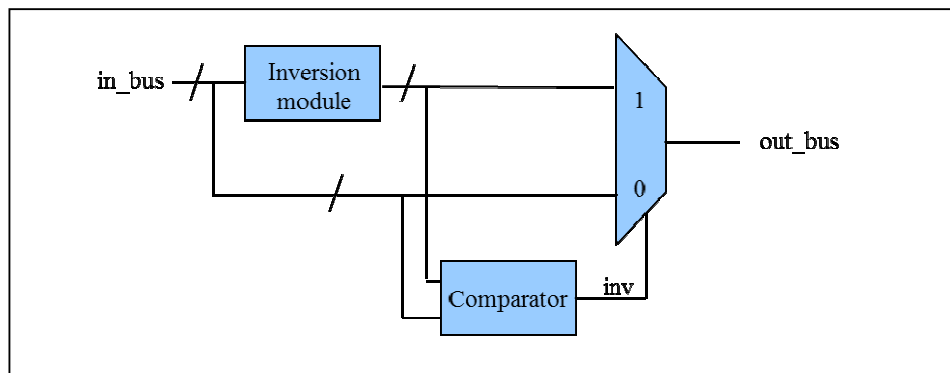 in_bus
Inversion
module
1
out_bus
0
Comparator
inv